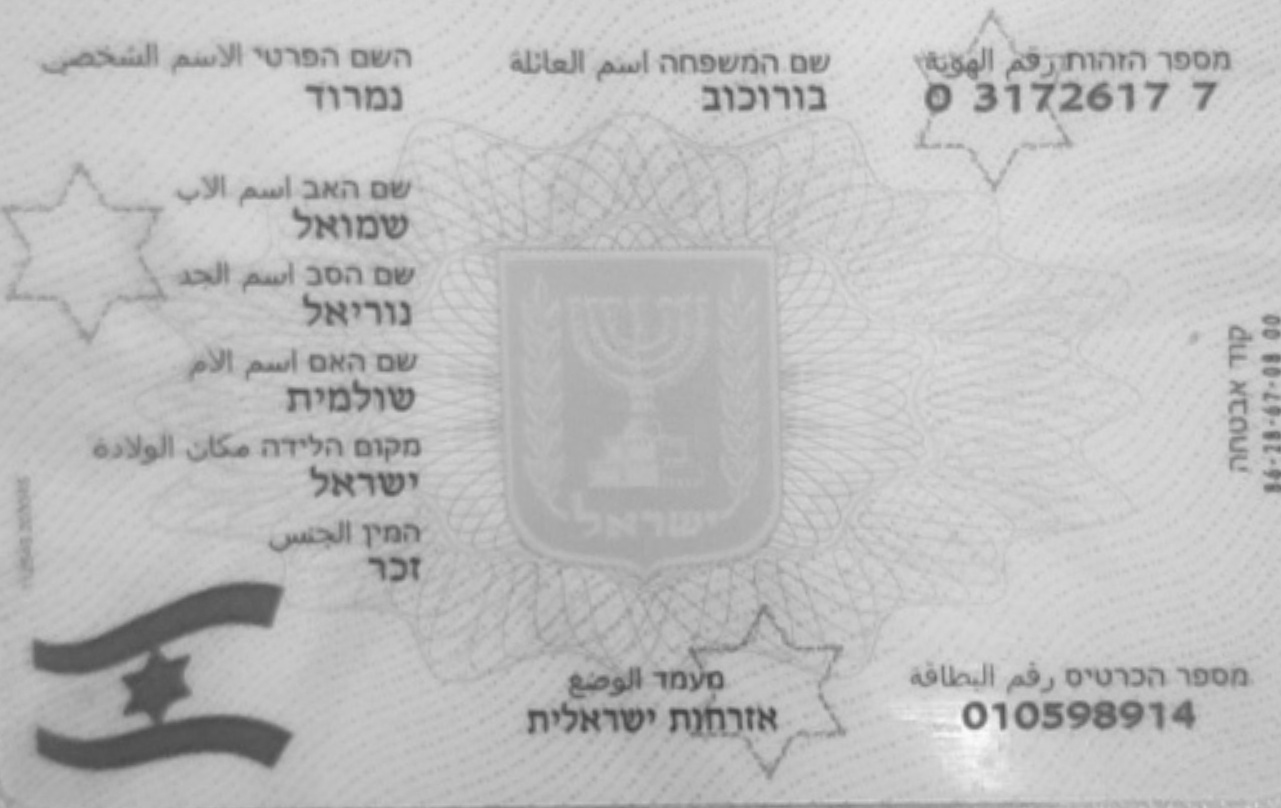 מספר הזהות رقم الهوية
0 3172617 7
שם המשפחה اسم العائلة
בורוכוב
השם הפרטי الاسم الشخصي
נמרוד
שם האב اسم الاب
שמואל
שם הסב اسم الجد
נוריאל
שם האם اسم الام
שולמית
מקום הלידה مكان الولادة
ישראל
המין الجنس
זכר
ישראל
מעמד الوضع
אזרחות ישראלית
מספר הכרטיס رقم البطاقة
010598914
קוד אבטחה